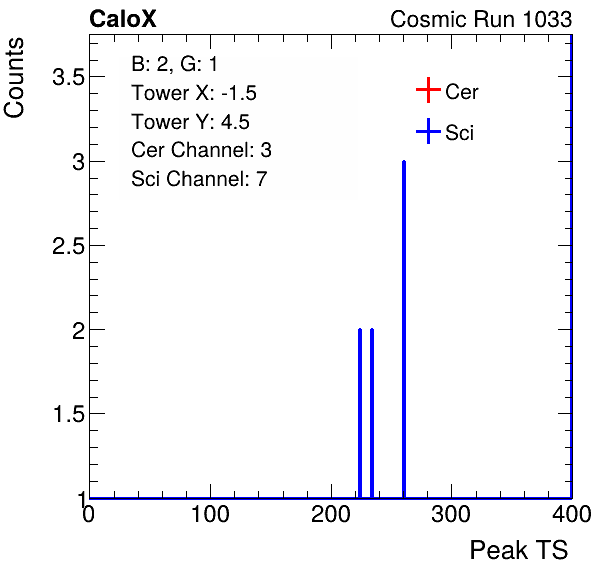 CaloX Cosmic Run 1033
Counts
B: 2, G: 1
Tower X: -1.5
Tower Y: 4.5
Cer Channel: 3
Sci Channel: 7
Cer
Sci
3.5
3
2.5
2
1.5
1
0 100 200 300 400
Peak TS